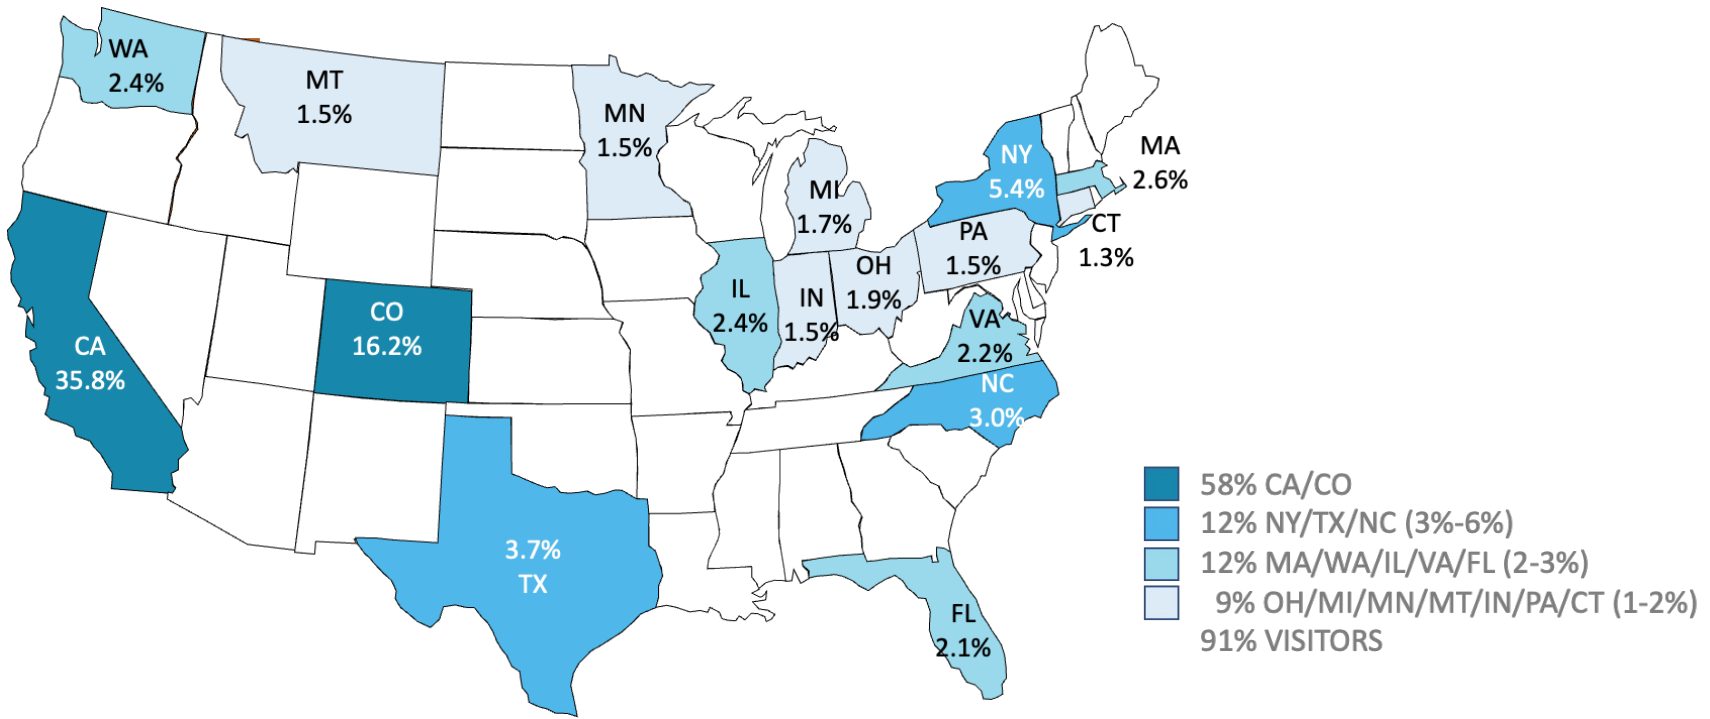 WA
2.4%
MT
1.5%
MN
1.5%
NY
5.4%
MA
2.6%
MI
1.7%
CT
1.3%
PA
1.5%
OH
1.9%
IL
2.4%
IN
1.5%
CO
16.2%
VA
2.2%
CA
35.8%
NC
3.0%
3.7%
TX
FL
2.1%
58% CA/CO
12% NY/TX/NC (3%-6%)
12% MA/WA/IL/VA/FL (2-3%)
9% OH/MI/MN/MT/IN/PA/CT (1-2%)
91% VISITORS